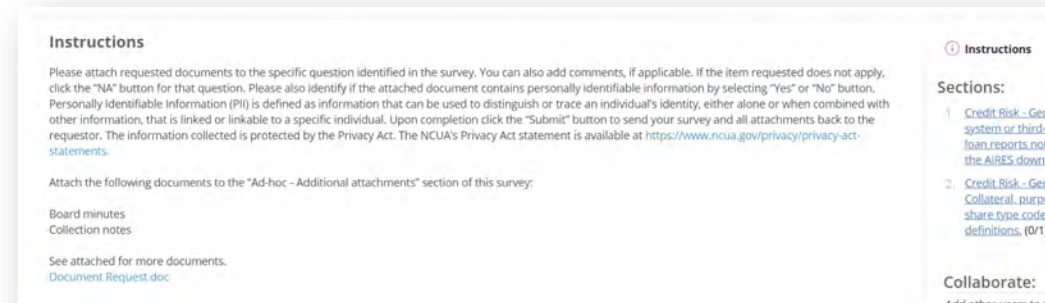 Instructions
Please attach requested documents to the specific question identified in the survey. You can also add comments, if applicable. If the item requested does not apply,
click the "NA" button for that question. Please also identify if the attached document contains personally identifiable information by selecting "Yes" or "No" button.
Personally Identifiable Information (PII) is defined as information that can be used to distinguish or trace an individual's identity, either alone or when combined with
other information, that is linked or linkable to a specific individual. Upon completion click the "Submit" button to send your survey and all attachments back to the
requestor. The information collected is protected by the Privacy Act. The NCUA's Privacy Act statement is available at https://www.ncua.gov/privacy/privacy-act-
statements.
Attach the following documents to the "Ad-hoc - Additional attachments" section of this survey:
Board minutes
Collection notes
See attached for more documents.
Document Request.doc
Instructions
Sections:
1 Credit Risk - Ge
system or third-
loan reports no
the AIRES down
2. Credit Risk - Ge
Collateral, purp
share type code
definitions. (0/1
Collaborate: